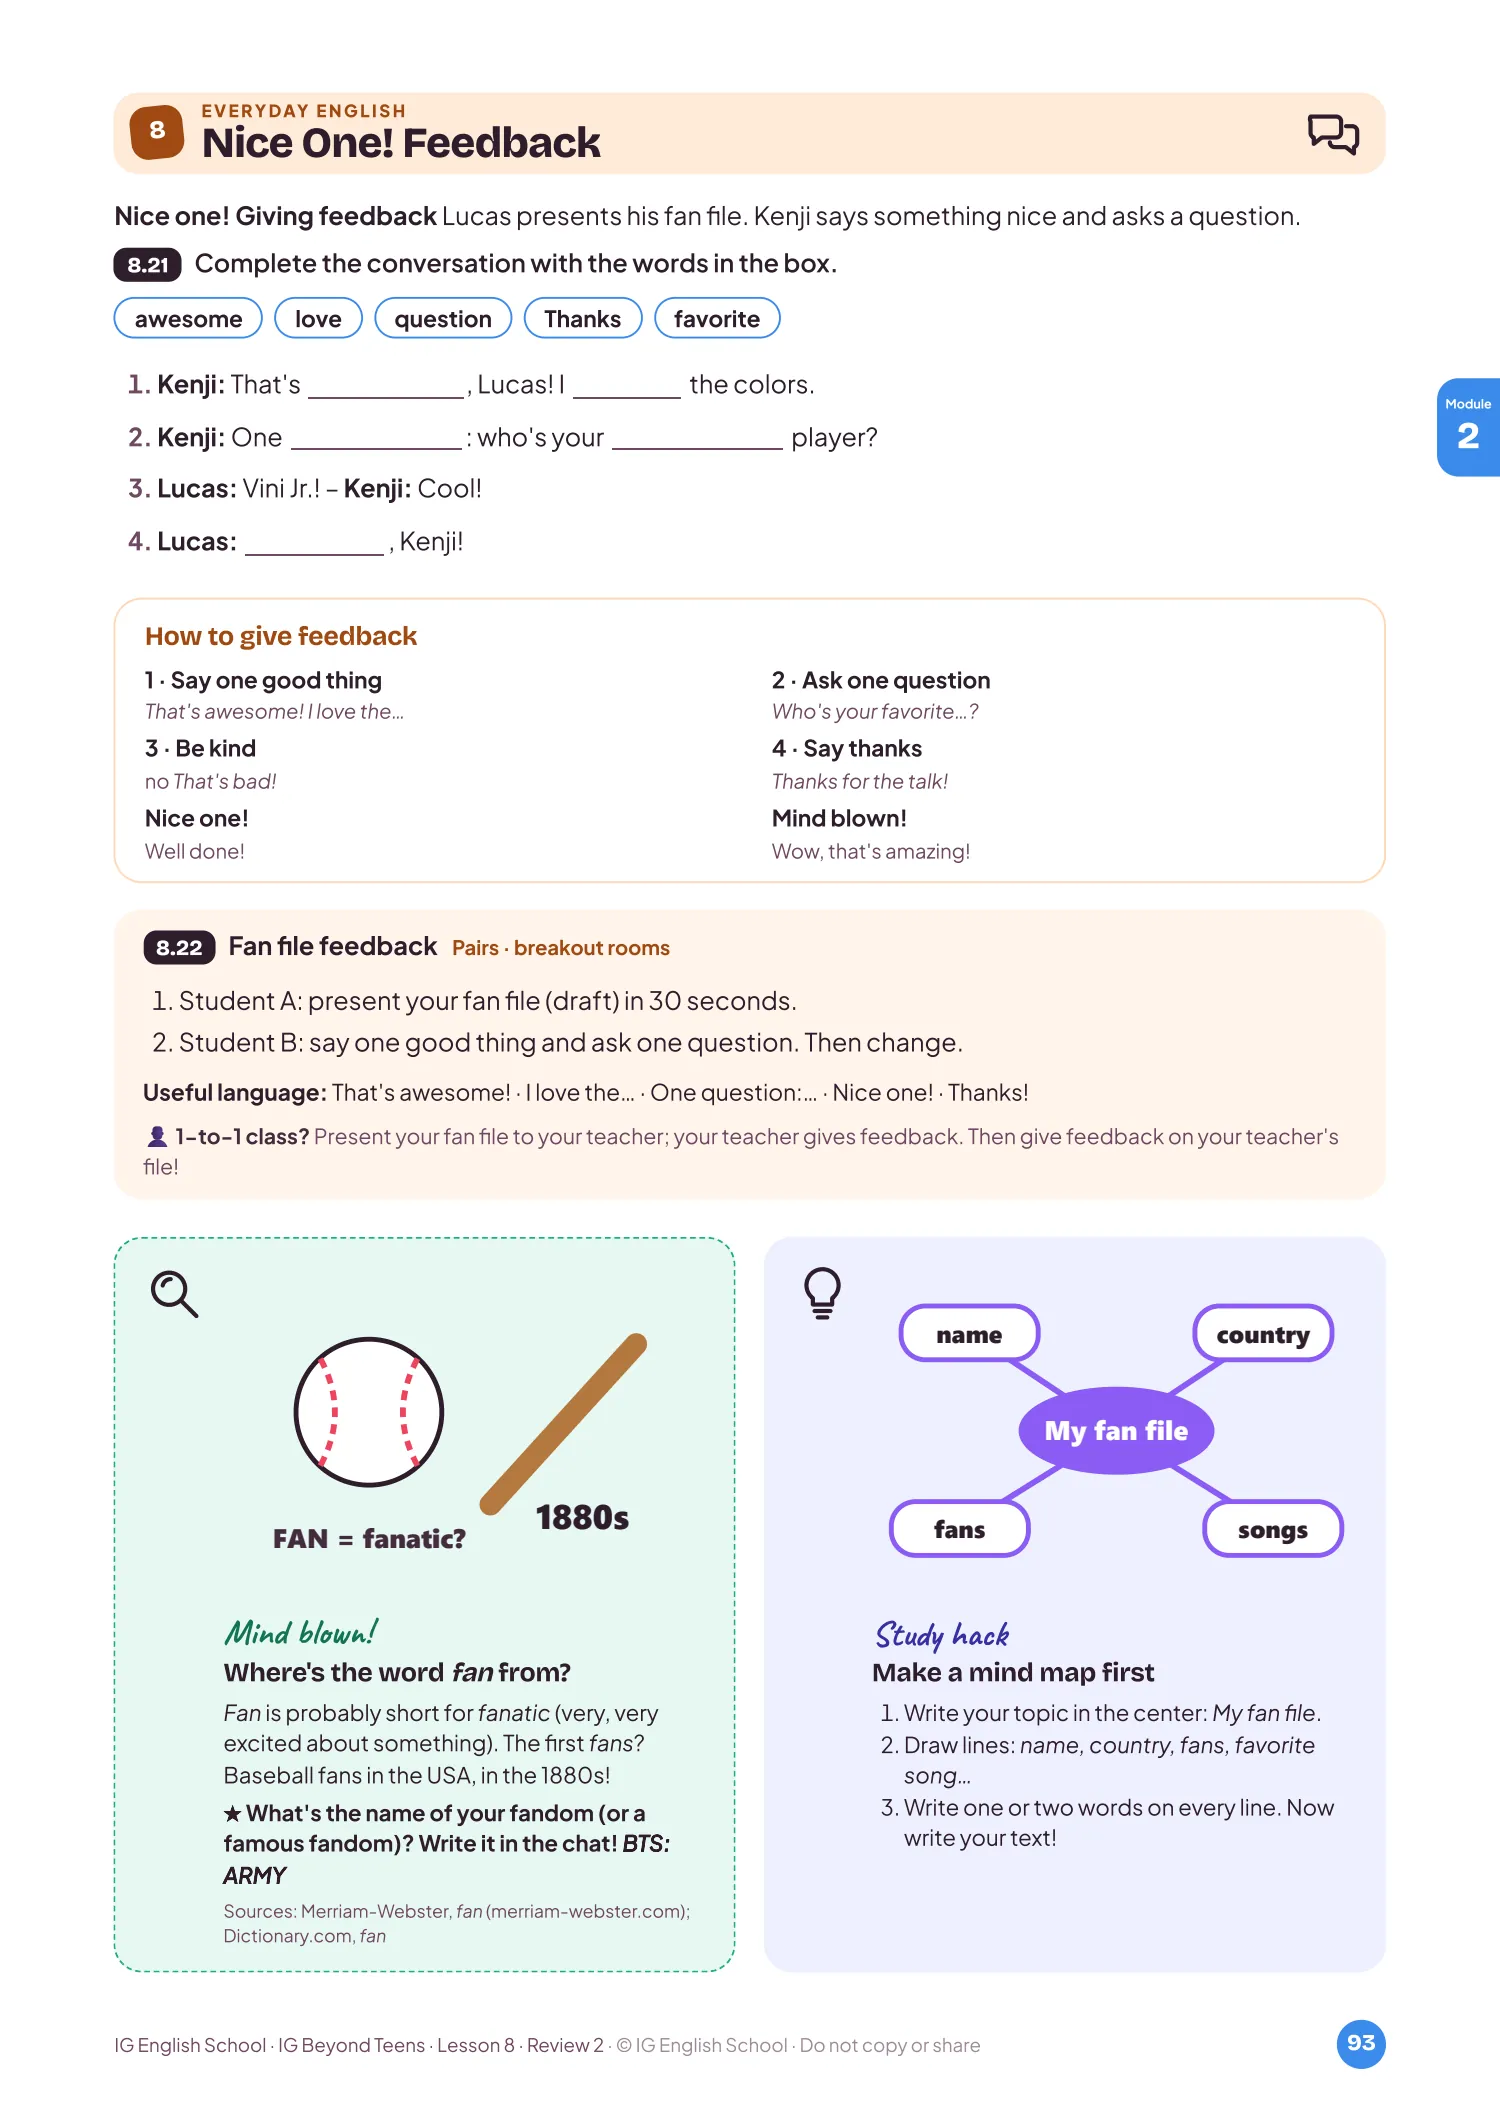 8
EVERYDAY ENGLISH
Nice One! Feedback
Nice one! Giving feedback Lucas presents his fan file. Kenji says something nice and asks a question.
8.21 Complete the conversation with the words in the box.
awesome love question Thanks favorite
1. Kenji: That's ____________, Lucas! I ________ the colors.
2. Kenji: One ____________: who's your ____________ player?
3. Lucas: Vini Jr.! – Kenji: Cool!
4. Lucas: __________, Kenji!
Module
2
How to give feedback
1 · Say one good thing
That's awesome! I love the...
2 · Ask one question
Who's your favorite...?
3 · Be kind
no That's bad!
4 · Say thanks
Thanks for the talk!
Nice one!
Well done!
Mind blown!
Wow, that's amazing!
8.22 Fan file feedback Pairs · breakout rooms
1. Student A: present your fan file (draft) in 30 seconds.
2. Student B: say one good thing and ask one question. Then change.
Useful language: That's awesome! · I love the... · One question:... · Nice one! · Thanks!
1-to-1 class? Present your fan file to your teacher; your teacher gives feedback. Then give feedback on your teacher's
file!
1880s
FAN = fanatic?
Mind blown!
Where's the word fan from?
Fan is probably short for fanatic (very, very
excited about something). The first fans?
Baseball fans in the USA, in the 1880s!
★ What's the name of your fandom (or a
famous fandom)? Write it in the chat! BTS:
ARMY
Sources: Merriam-Webster, fan (merriam-webster.com);
Dictionary.com, fan
name country
My fan file
fans songs
Study hack
Make a mind map first
1. Write your topic in the center: My fan file.
2. Draw lines: name, country, fans, favorite
song...
3. Write one or two words on every line. Now
write your text!
IG English School · IG Beyond Teens · Lesson 8 · Review 2 · © IG English School · Do not copy or share
93